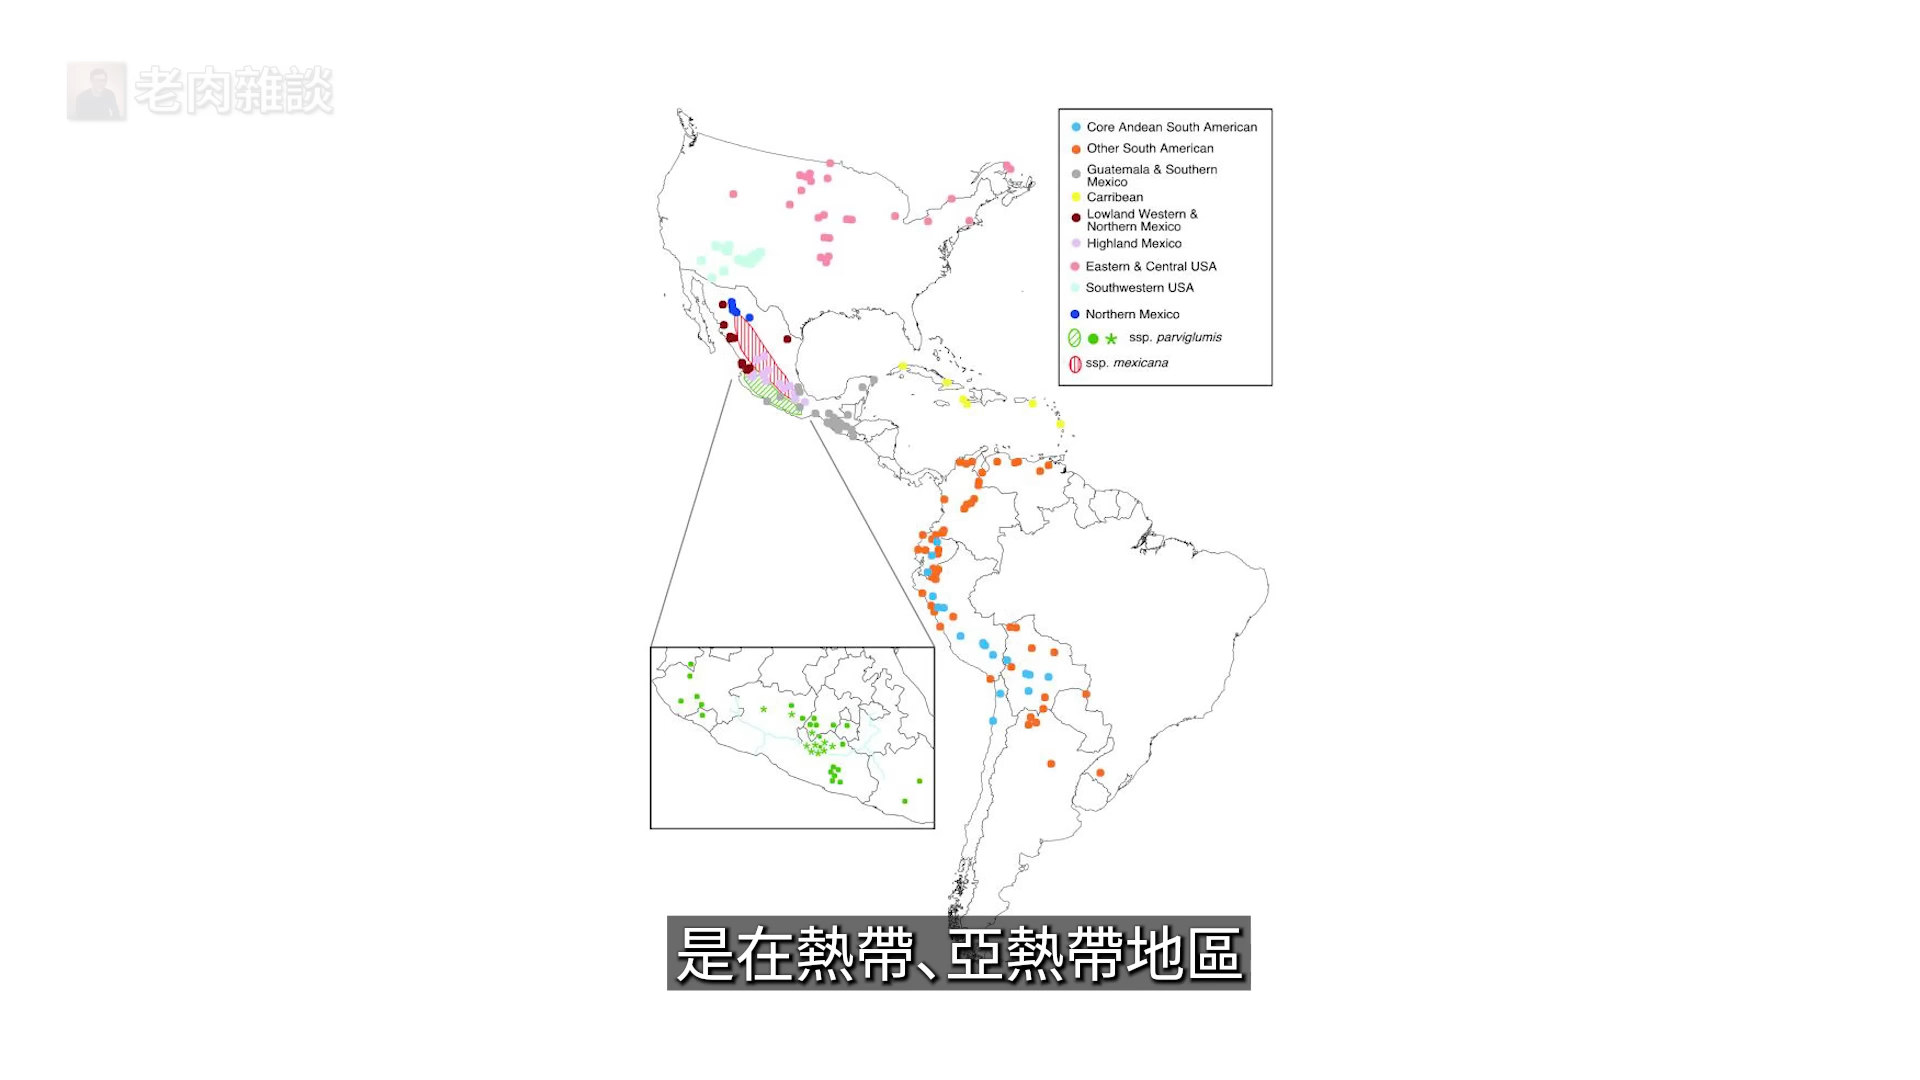 老肉雜談
Core Andean South American
Other South American
Guatemala & Southern
Mexico
Carribean
Lowland Western &
Northern Mexico
Highland Mexico
Eastern & Central USA
Southwestern USA
Northern Mexico
ssp. parviglumis
ssp. mexicana
是在熱帶、亞熱帶地區